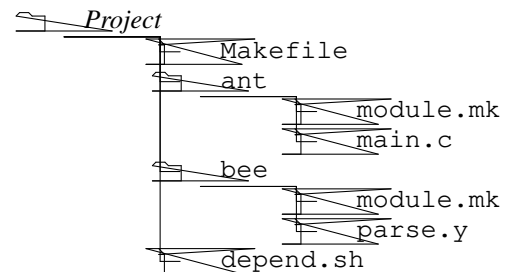 Project
Makefile
ant
module.mk
main.c
bee
module.mk
parse.y
depend.sh